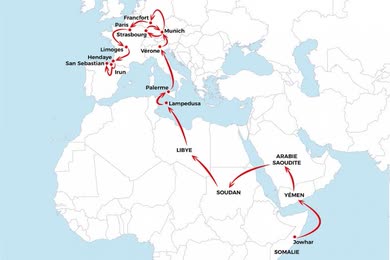 Francfort
Paris
Strasbourg
Munich
Limoges
Vérone
Hendaye
San Sebastian
Irun
Palerme
Lampedusa
LIBYE
ARABIE
SAOUDITE
SOUDAN
YÉMEN
Jowhar
SOMALIE